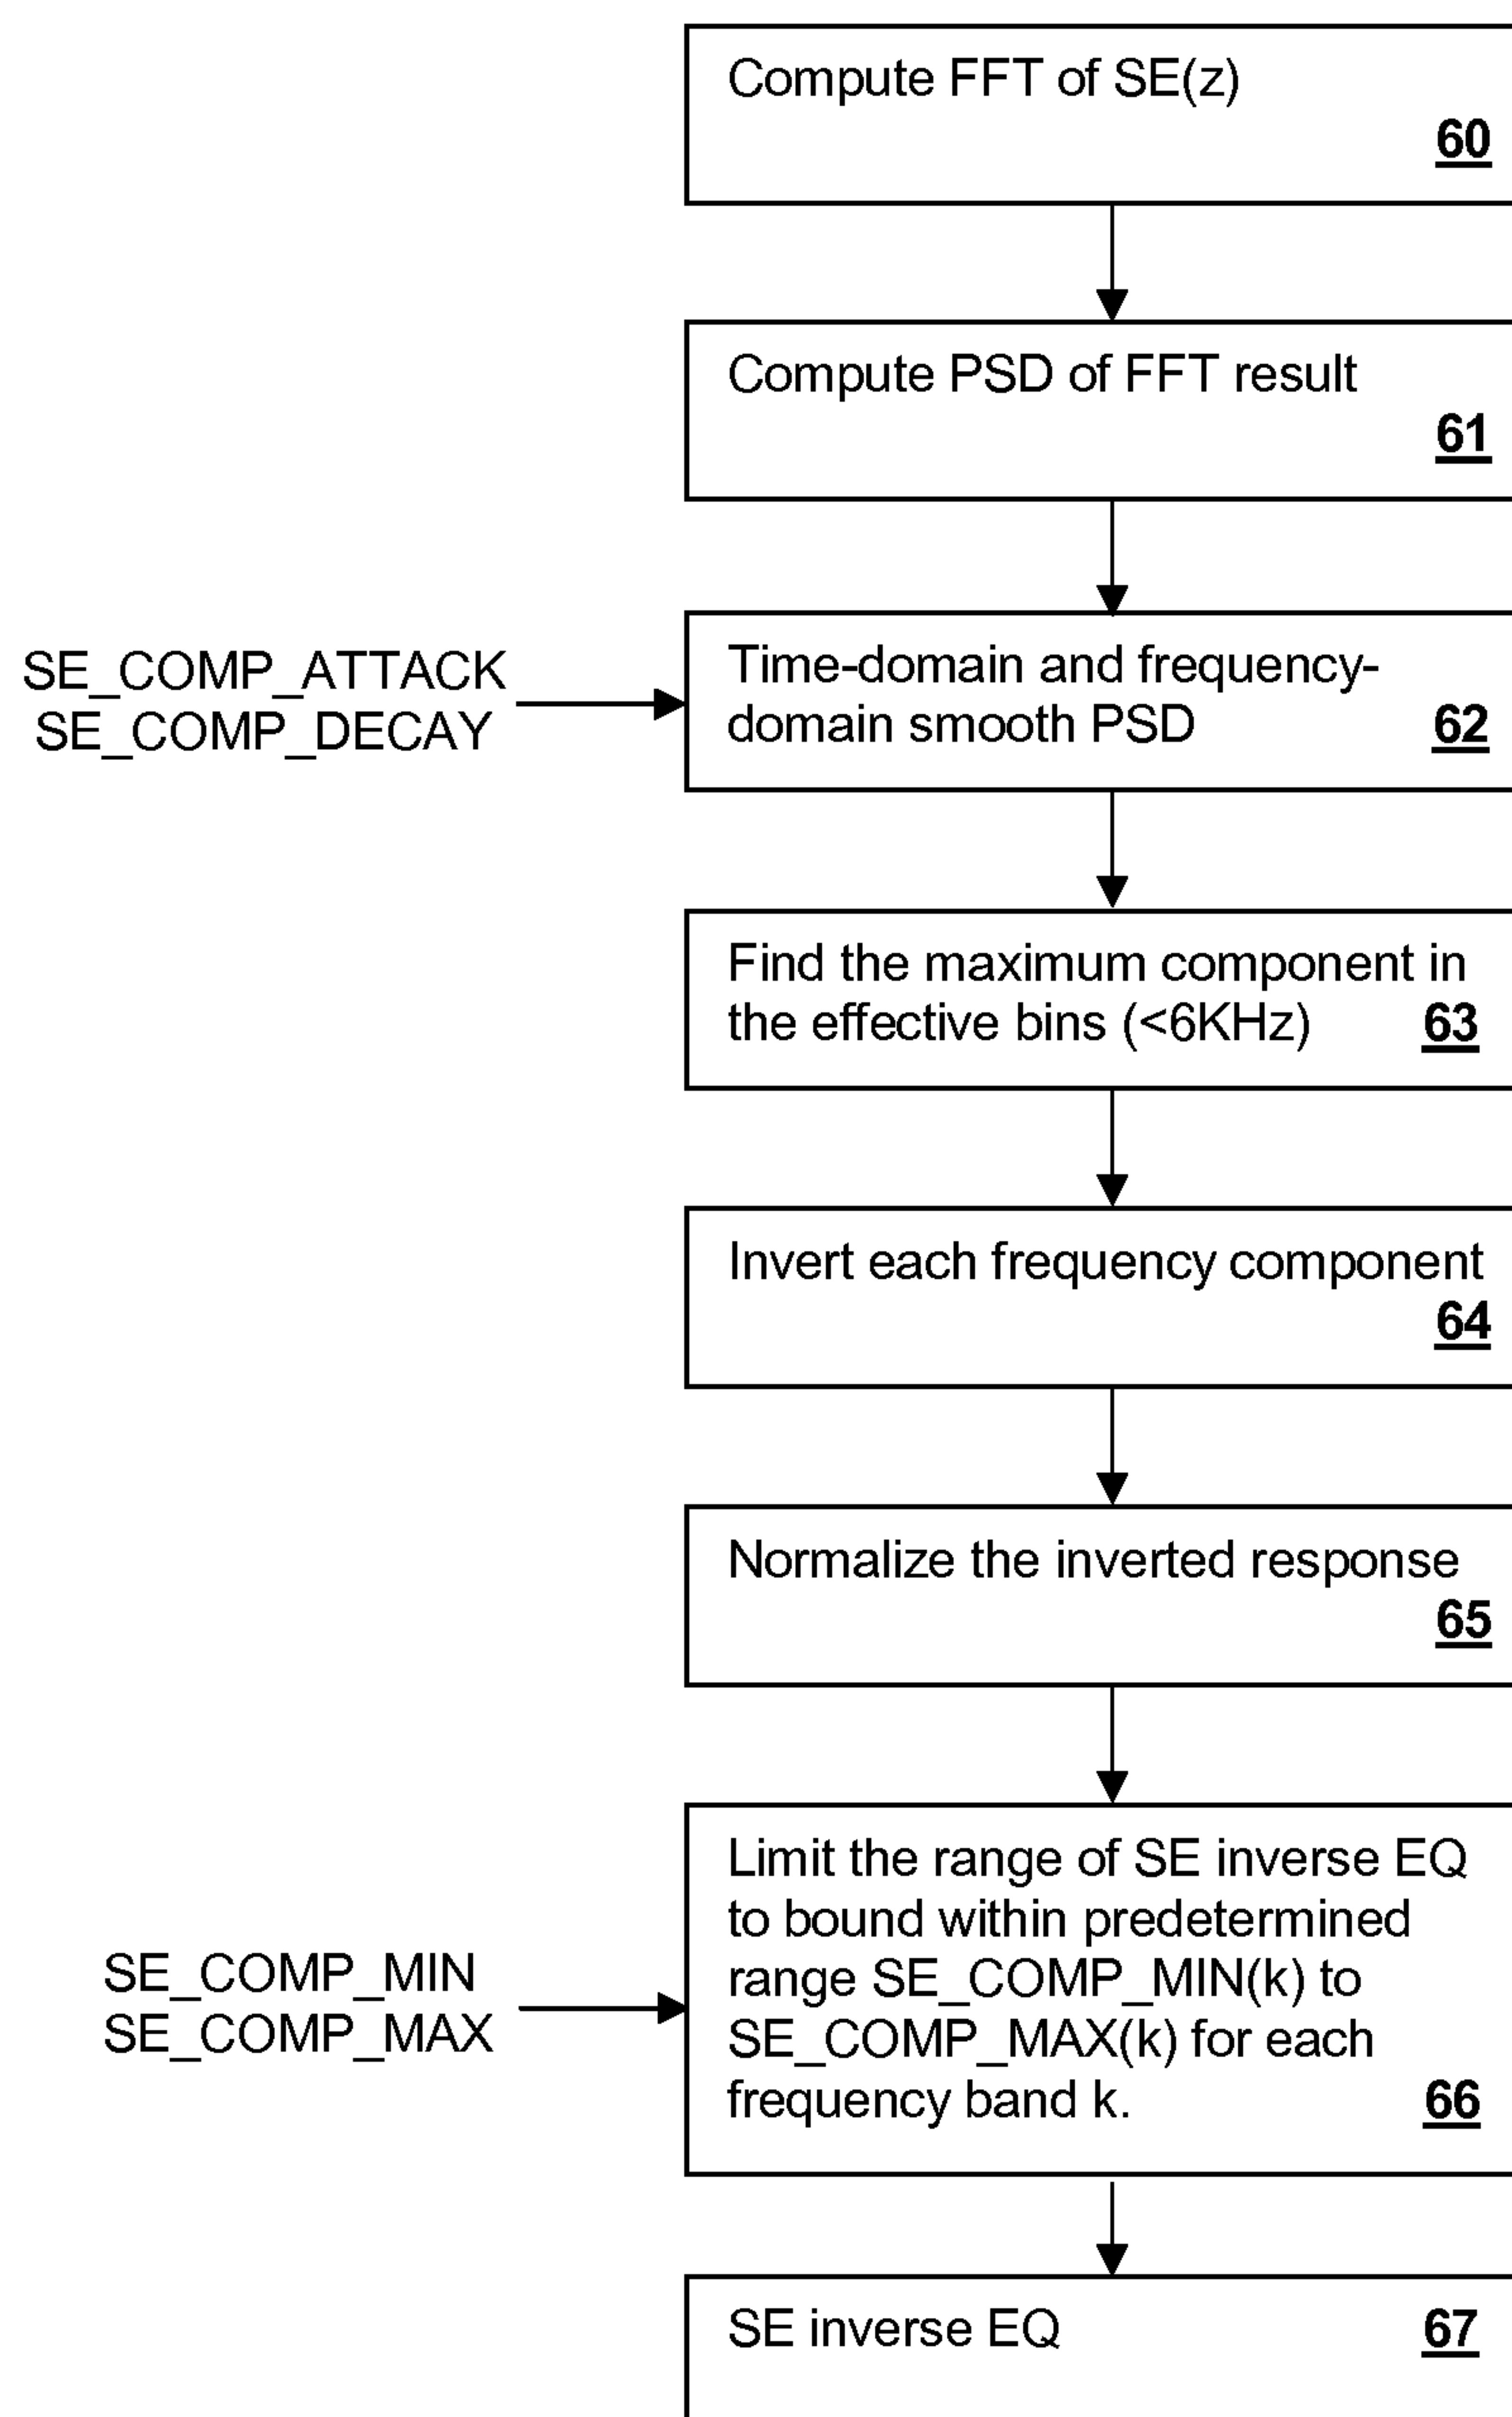 Compute FFT of SE(z)
60
Compute PSD of FFT result
61
SE_COMP_ATTACK
SE_COMP_DECAY
Time-domain and frequency-
domain smooth PSD 62
Find the maximum component in
the effective bins (<6KHz) 63
Invert each frequency component
64
Normalize the inverted response
65
SE_COMP_MIN
SE_COMP_MAX
Limit the range of SE inverse EQ
to bound within predetermined
range SE_COMP_MIN(k) to
SE_COMP_MAX(k) for each
frequency band k. 66
SE inverse EQ 67